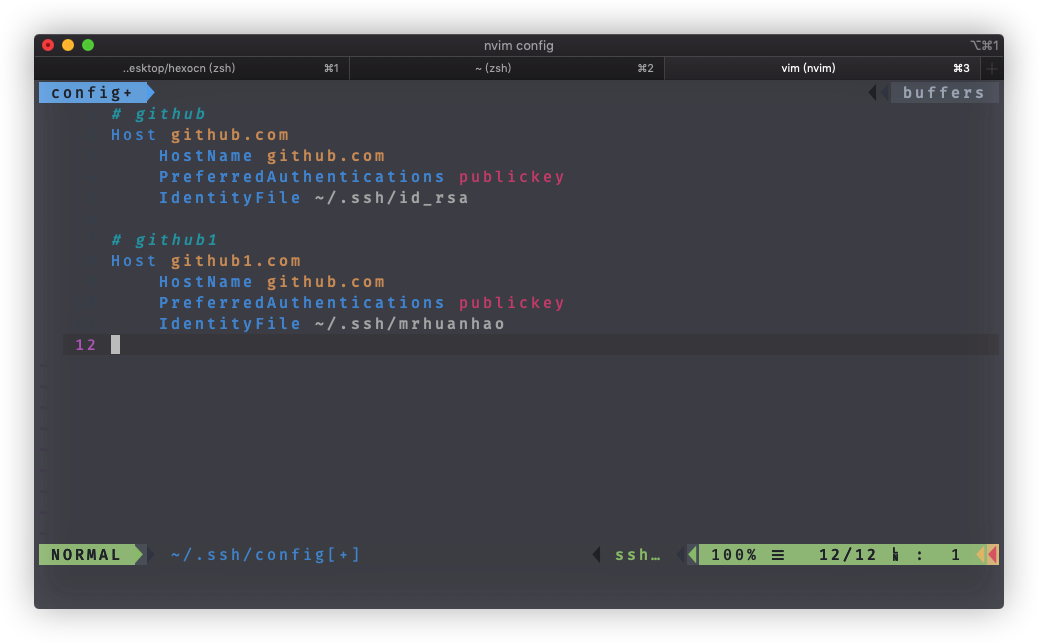 nvim config
⌥⌘1
..esktop/hexocn (zsh) ⌘1
~ (zsh) ⌘2
vim (nvim) ⌘3
config+ buffers
# github
Host github.com
HostName github.com
PreferredAuthentications publickey
IdentityFile ~/.ssh/id_rsa
# github1
Host github1.com
HostName github.com
PreferredAuthentications publickey
IdentityFile ~/.ssh/mrhuanhao
12
NORMAL ~/.ssh/config[+] ssh… 100% ☰ 12/12 ㏑ : 1